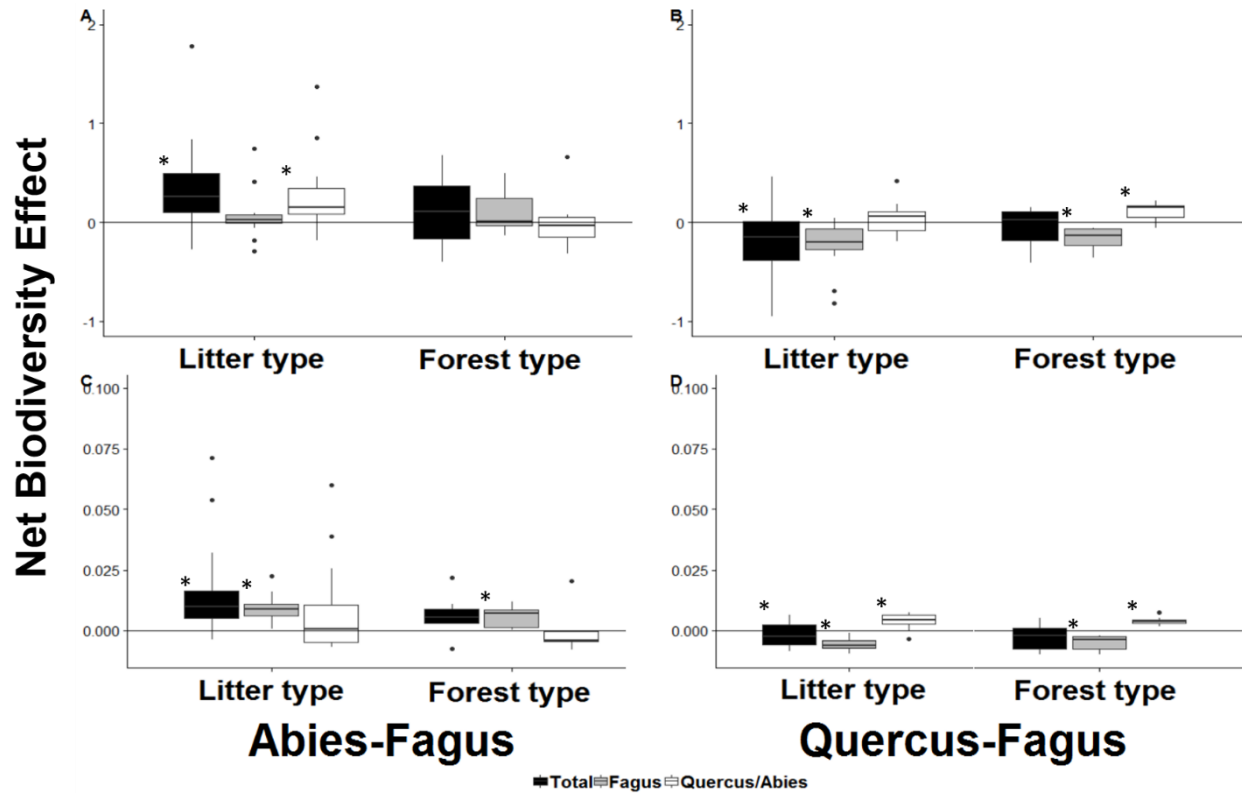 Net Biodiversity Effect
A
2
1
0
-1
*
*
Litter type
Forest type
B
2
1
0
-1
*
*
*
*
Litter type
Forest type
C
0.100
0.075
0.050
0.025
0.000
*
*
*
Litter type
Forest type
D
0.100
0.075
0.050
0.025
0.000
*
*
*
*
*
Litter type
Forest type
Abies-Fagus
Quercus-Fagus
Total Fagus Quercus/Abies